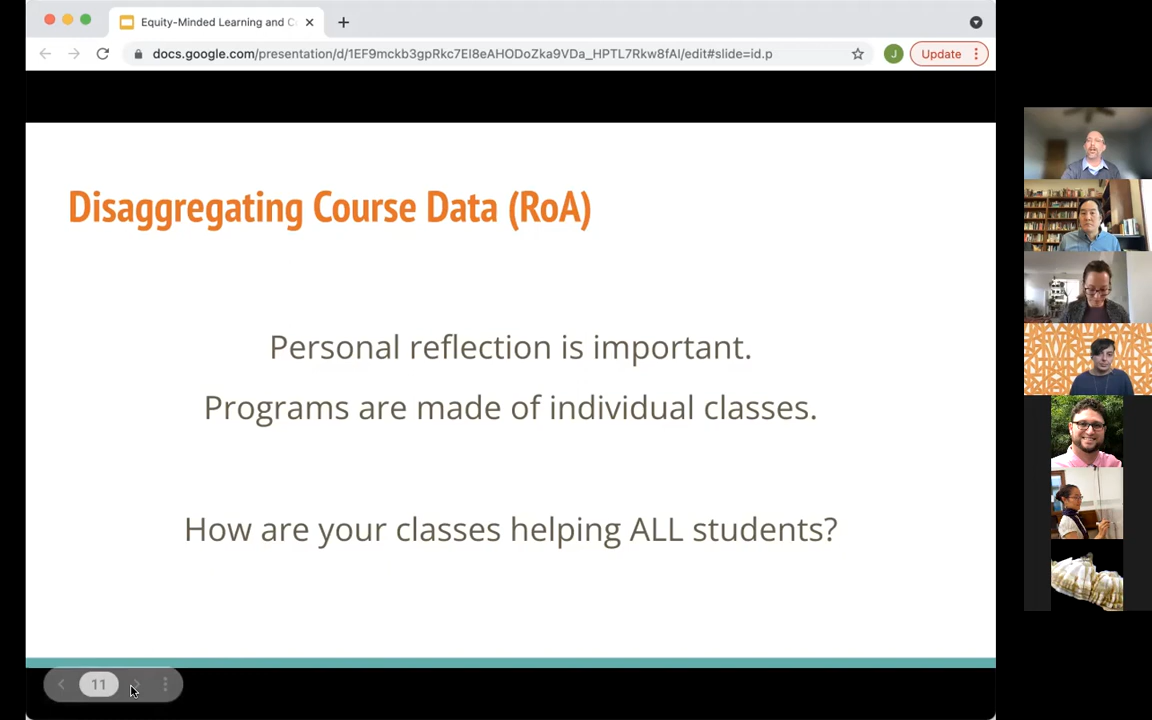 Equity-Minded Learning and C
docs.google.com/presentation/d/1EF9mckb3gpRkc7EI8eAHODoZka9VDa_HPTL7Rkw8fAI/edit#slide=id.p
J
Update
Disaggregating Course Data (RoA)
Personal reflection is important.
Programs are made of individual classes.
How are your classes helping ALL students?
11